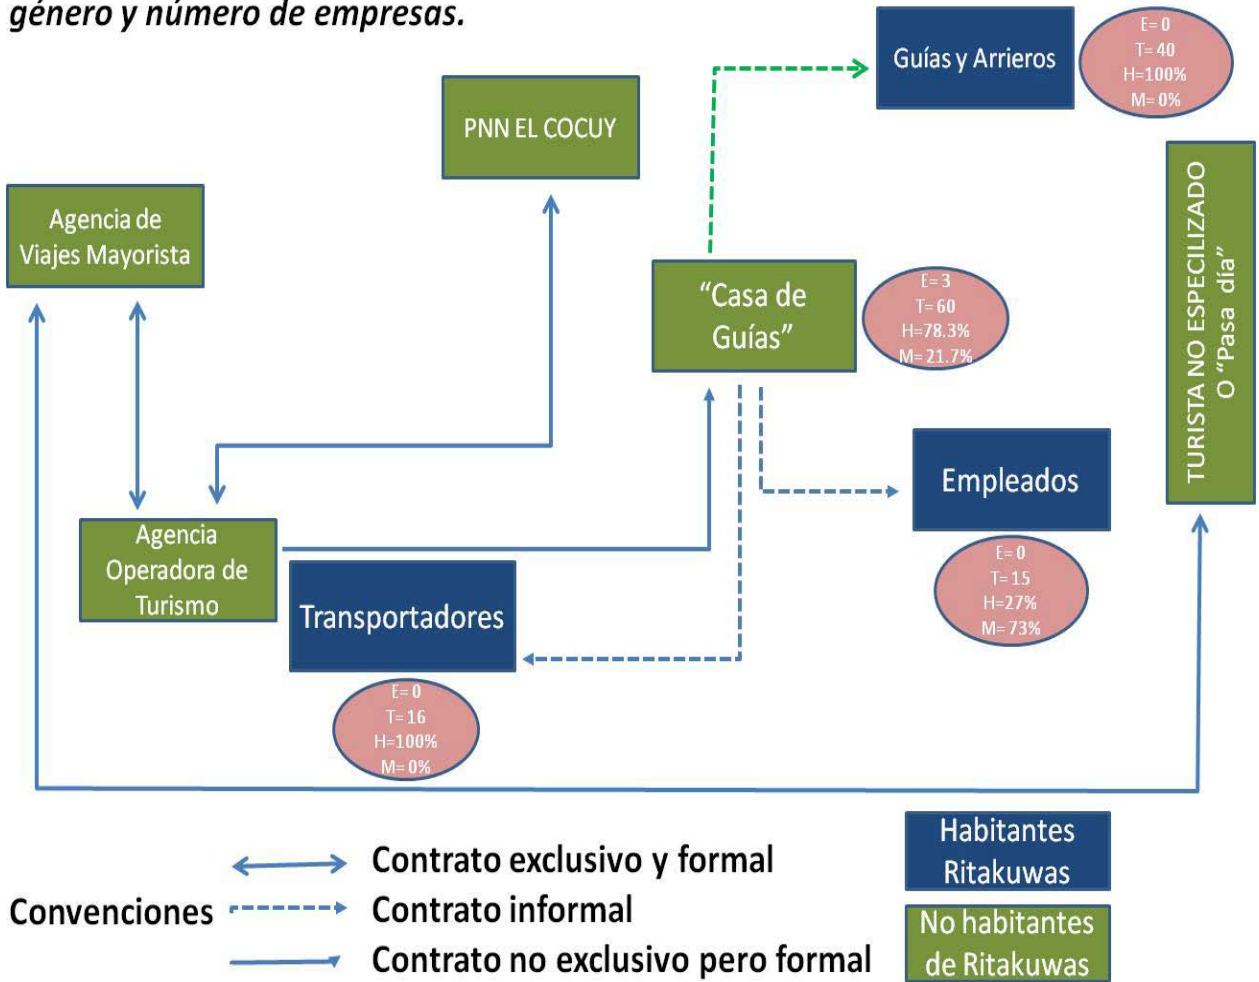 género y número de empresas.
Guías y Arrieros
E= 0
T= 40
H=100%
M= 0%
PNN EL COCUY
Agencia de
Viajes Mayorista
"Casa de
Guías"
E= 3
T= 60
H=78.3%
M= 21.7%
TURISTA NO ESPECILIZADO
O "Pasa día"
Empleados
E= 0
T= 15
H=27%
M= 73%
Agencia
Operadora de
Turismo
Transportadores
E= 0
T= 16
H=100%
M= 0%
Convenciones
Contrato exclusivo y formal
Contrato informal
Contrato no exclusivo pero formal
Habitantes
Ritakuwas
No habitantes
de Ritakuwas